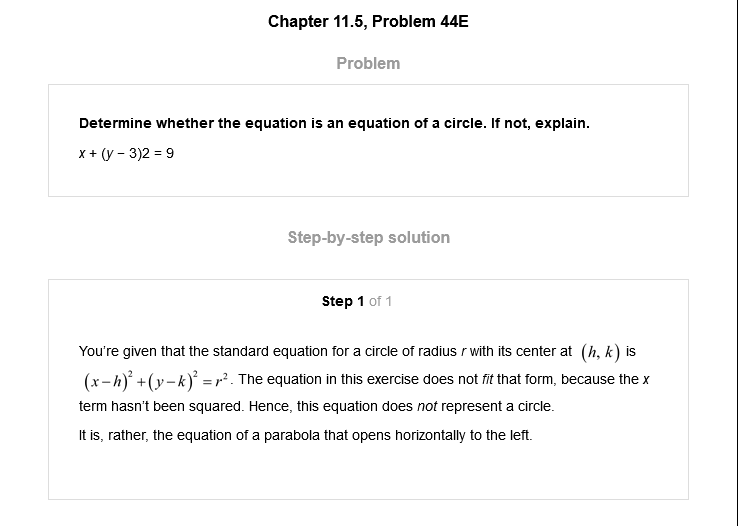 Chapter 11.5, Problem 44E
Problem
Determine whether the equation is an equation of a circle. If not, explain.
x + (y – 3)2 = 9
Step-by-step solution
Step 1 of 1
You're given that the standard equation for a circle of radius r with its center at (h, k) is
(x – h)² + (y – k)² = r². The equation in this exercise does not fit that form, because the x
term hasn't been squared. Hence, this equation does not represent a circle.
It is, rather, the equation of a parabola that opens horizontally to the left.